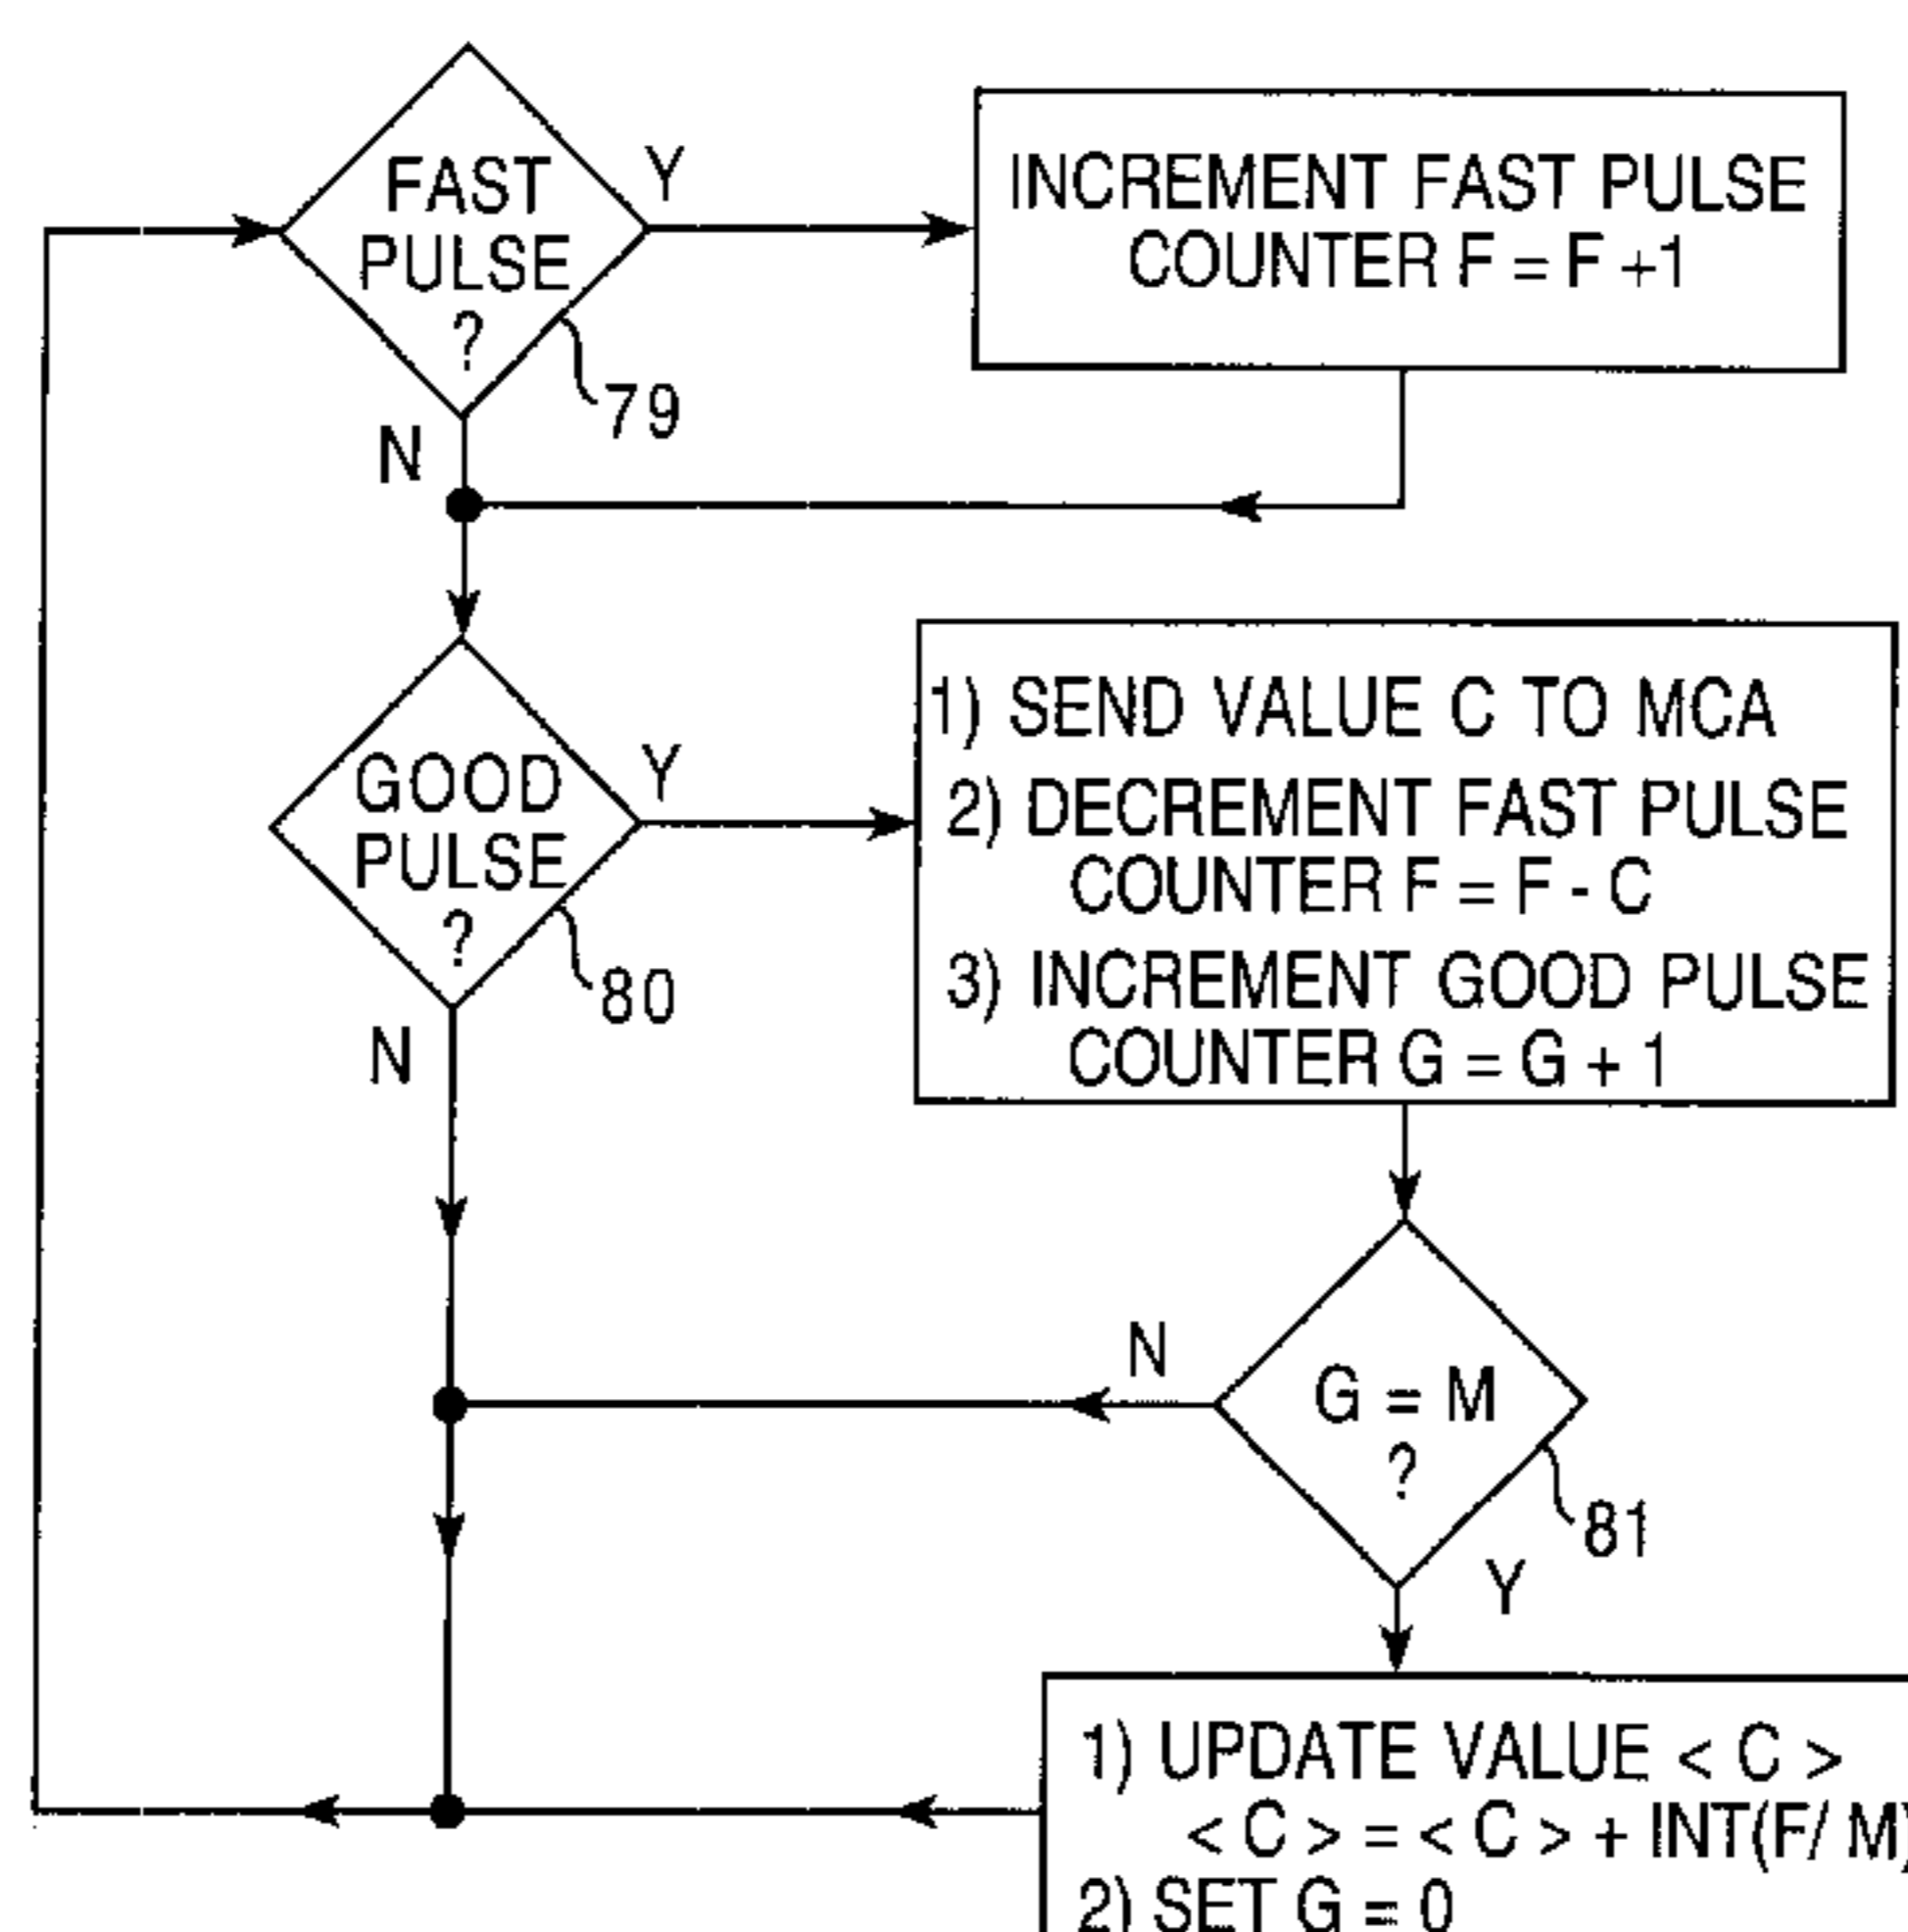 FAST
PULSE
?
Y
N
79
INCREMENT FAST PULSE
COUNTER F = F +1
GOOD
PULSE
?
Y
N
80
1) SEND VALUE C TO MCA
2) DECREMENT FAST PULSE
COUNTER F = F - C
3) INCREMENT GOOD PULSE
COUNTER G = G + 1
G = M
?
N
Y
81
1) UPDATE VALUE < C >
< C > = < C > + INT(F/ M)
2) SET G = 0